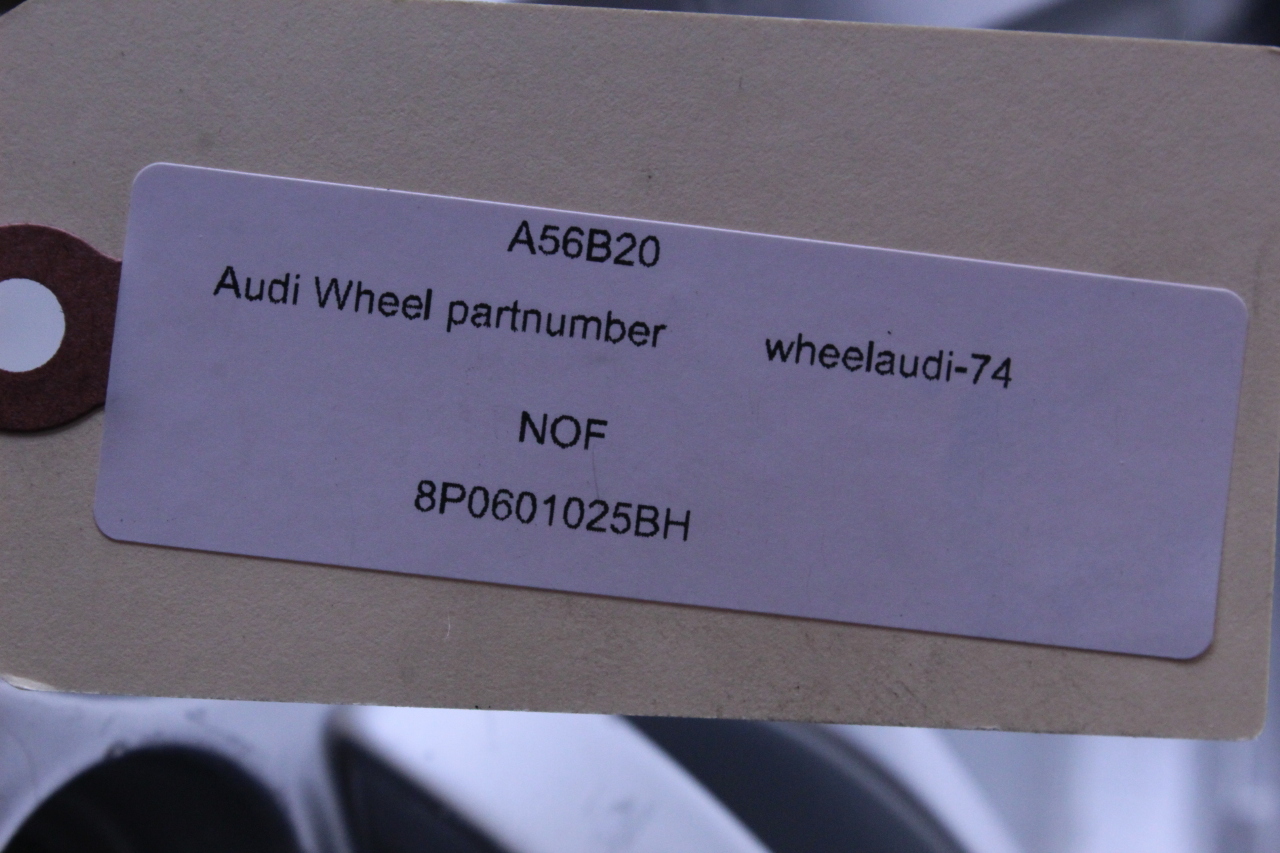 A56B20
Audi Wheel partnumber wheelaudi-74
NOF
8P0601025BH